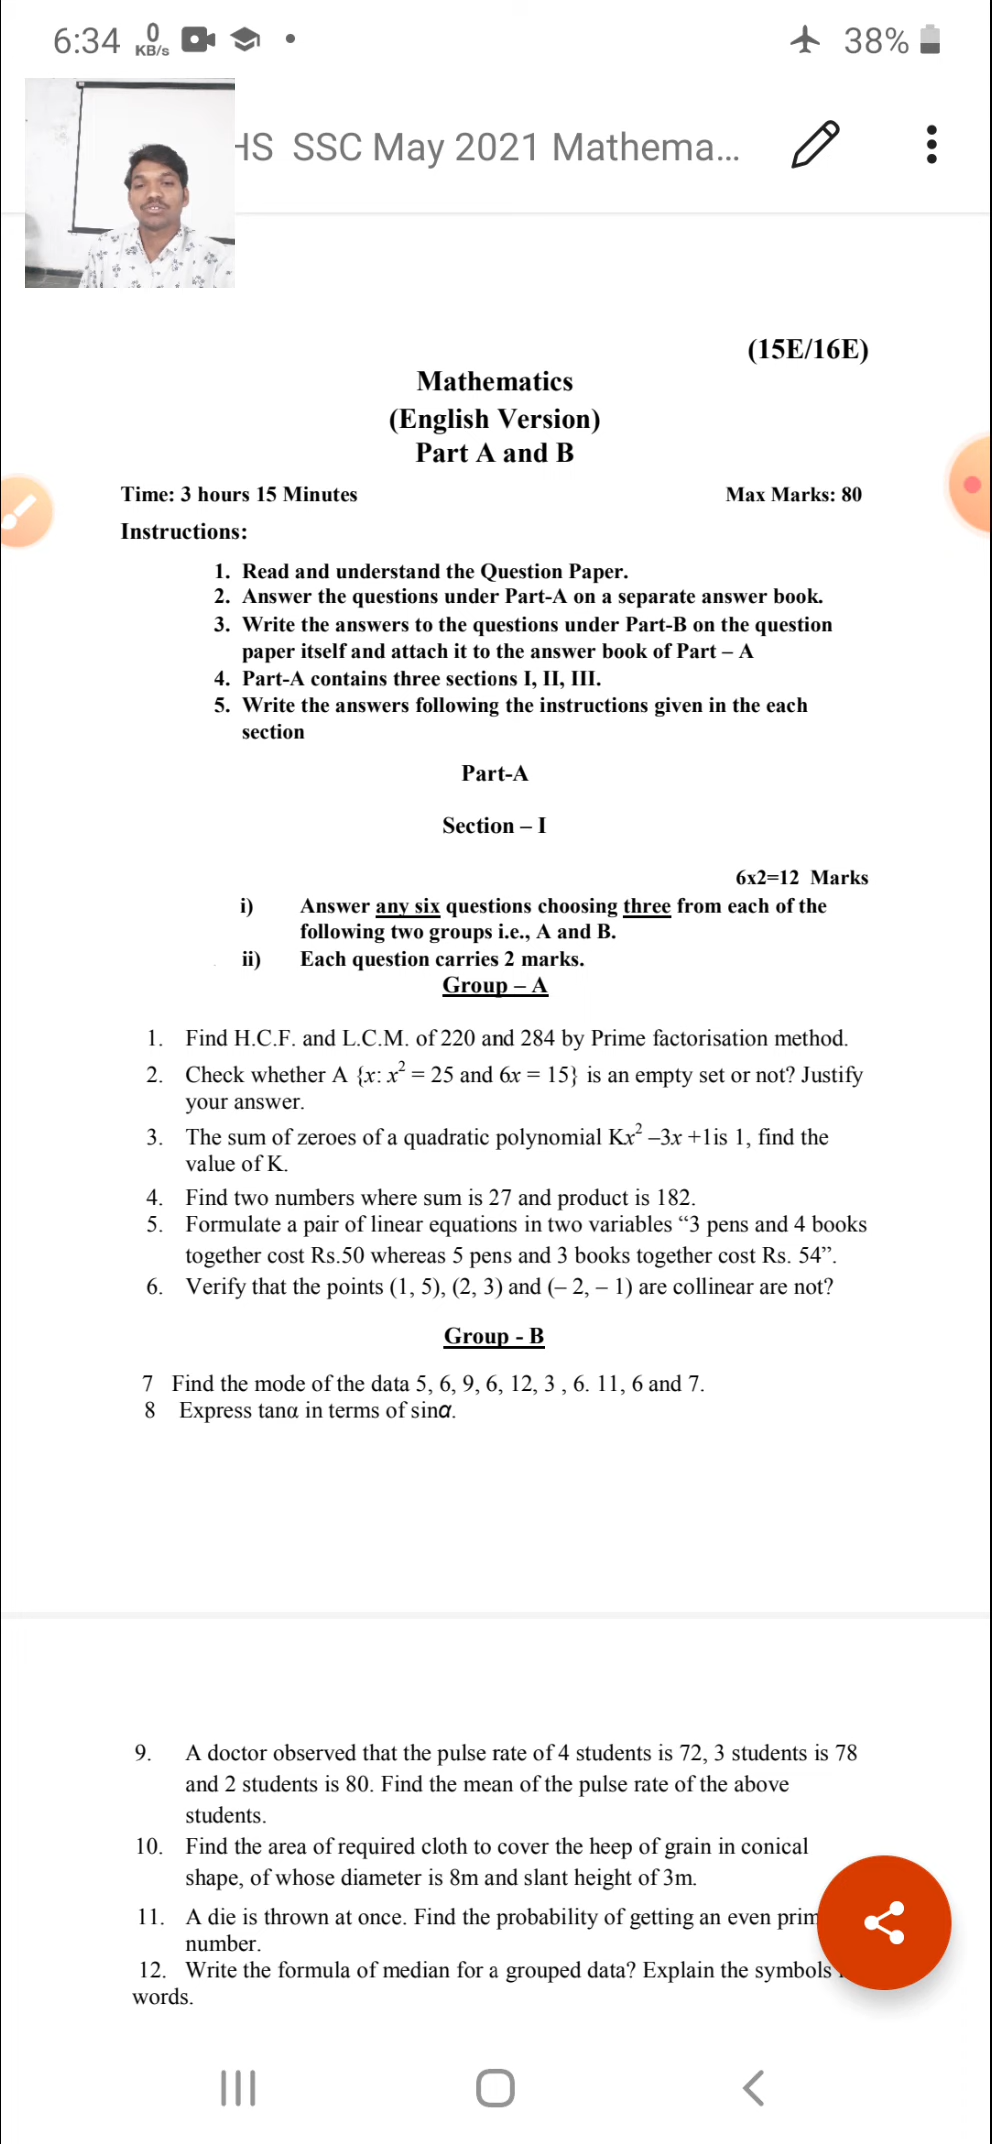 6:34 0 KB/s 38%
HS SSC May 2021 Mathema...
(15E/16E)
Mathematics
(English Version)
Part A and B
Time: 3 hours 15 Minutes Max Marks: 80
Instructions:
1. Read and understand the Question Paper.
2. Answer the questions under Part-A on a separate answer book.
3. Write the answers to the questions under Part-B on the question
paper itself and attach it to the answer book of Part – A
4. Part-A contains three sections I, II, III.
5. Write the answers following the instructions given in the each
section
Part-A
Section – I
6x2=12 Marks
i) Answer any six questions choosing three from each of the
following two groups i.e., A and B.
ii) Each question carries 2 marks.
Group – A
1. Find H.C.F. and L.C.M. of 220 and 284 by Prime factorisation method.
2. Check whether A {x: x² = 25 and 6x = 15} is an empty set or not? Justify
your answer.
3. The sum of zeroes of a quadratic polynomial Kx² –3x +1is 1, find the
value of K.
4. Find two numbers where sum is 27 and product is 182.
5. Formulate a pair of linear equations in two variables “3 pens and 4 books
together cost Rs.50 whereas 5 pens and 3 books together cost Rs. 54”.
6. Verify that the points (1, 5), (2, 3) and (– 2, – 1) are collinear are not?
Group - B
7 Find the mode of the data 5, 6, 9, 6, 12, 3 , 6. 11, 6 and 7.
8 Express tanα in terms of sinα.
9. A doctor observed that the pulse rate of 4 students is 72, 3 students is 78
and 2 students is 80. Find the mean of the pulse rate of the above
students.
10. Find the area of required cloth to cover the heep of grain in conical
shape, of whose diameter is 8m and slant height of 3m.
11. A die is thrown at once. Find the probability of getting an even prim
number.
12. Write the formula of median for a grouped data? Explain the symbols
words.